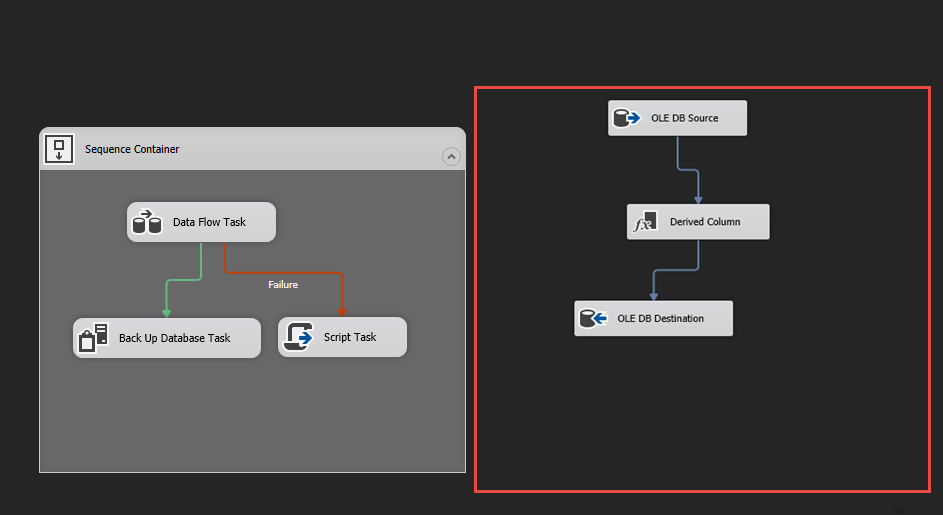 Sequence Container
Data Flow Task
Failure
Back Up Database Task
Script Task
OLE DB Source
fx
Derived Column
OLE DB Destination